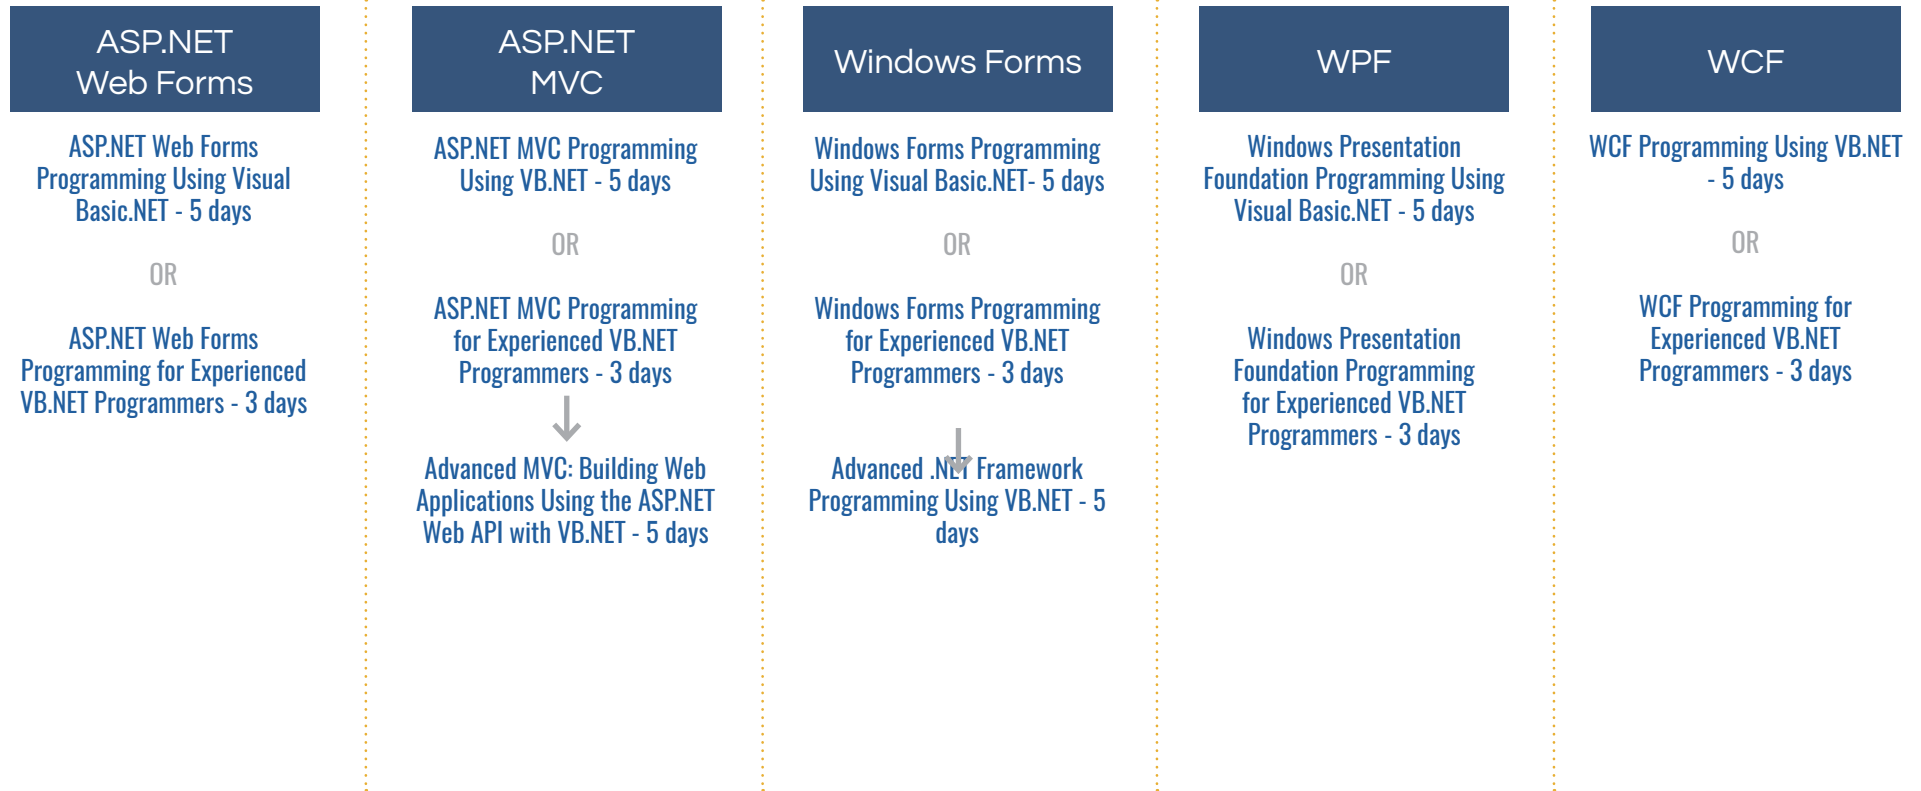 ASP.NET
Web Forms
ASP.NET Web Forms
Programming Using Visual
Basic.NET - 5 days
OR
ASP.NET Web Forms
Programming for Experienced
VB.NET Programmers - 3 days
ASP.NET
MVC
ASP.NET MVC Programming
Using VB.NET - 5 days
OR
ASP.NET MVC Programming
for Experienced VB.NET
Programmers - 3 days
Advanced MVC: Building Web
Applications Using the ASP.NET
Web API with VB.NET - 5 days
Windows Forms
Windows Forms Programming
Using Visual Basic.NET- 5 days
OR
Windows Forms Programming
for Experienced VB.NET
Programmers - 3 days
Advanced .NET Framework
Programming Using VB.NET - 5
days
WPF
Windows Presentation
Foundation Programming Using
Visual Basic.NET - 5 days
OR
Windows Presentation
Foundation Programming
for Experienced VB.NET
Programmers - 3 days
WCF
WCF Programming Using VB.NET
- 5 days
OR
WCF Programming for
Experienced VB.NET
Programmers - 3 days